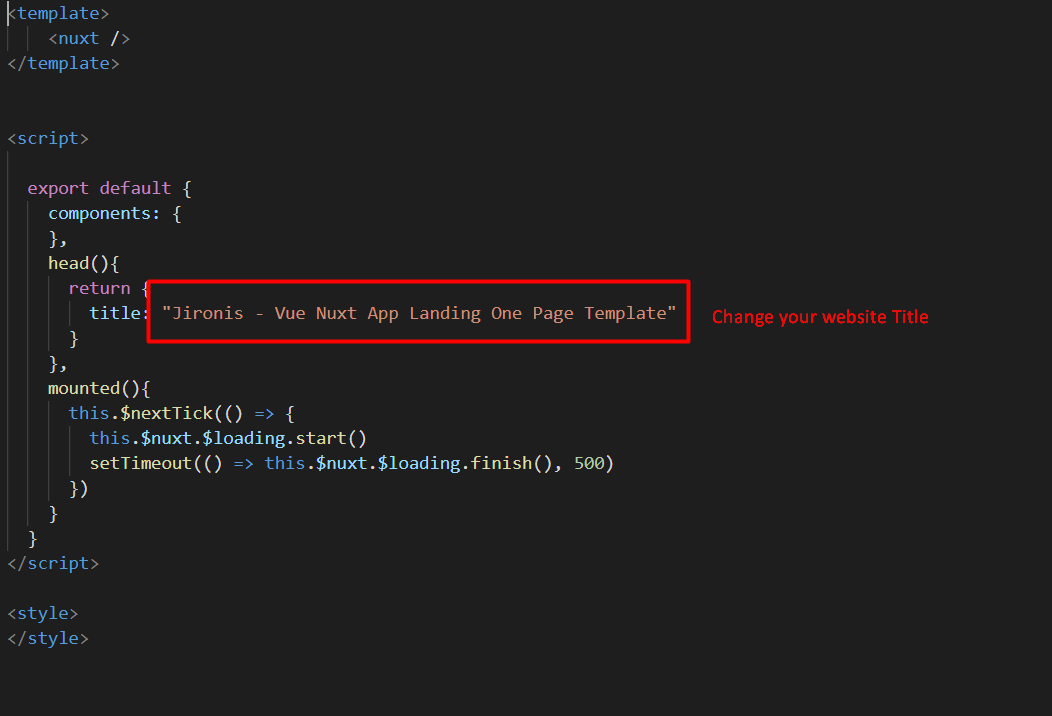 <template>
<nuxt />
</template>
<script>
export default {
components: {
},
head(){
return {
title: "Jironis - Vue Nuxt App Landing One Page Template"
Change your website Title
}
},
mounted(){
this.$nextTick(() => {
this.$nuxt.$loading.start()
setTimeout(() => this.$nuxt.$loading.finish(), 500)
})
}
}
</script>
<style>
</style>